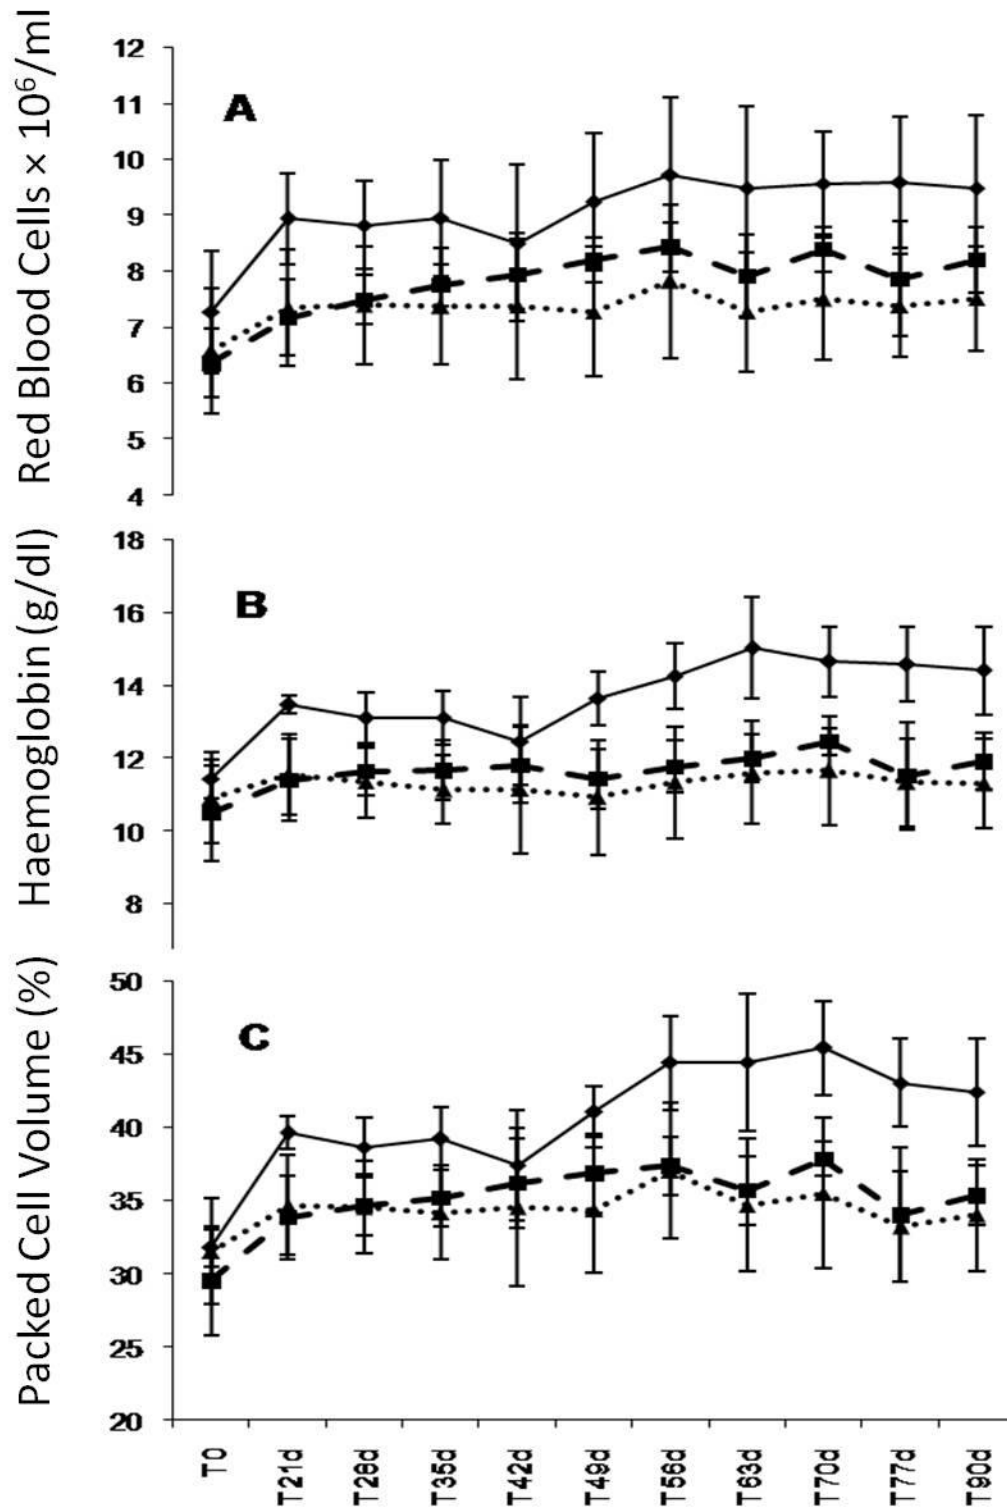 Red Blood Cells × 10⁶/ml
12
11
10
9
8
7
6
5
4
A
Haemoglobin (g/dl)
18
16
14
12
10
8
B
Packed Cell Volume (%)
50
45
40
35
30
25
20
C
T0
T21d
T28d
T35d
T42d
T49d
T56d
T63d
T70d
T77d
T90d